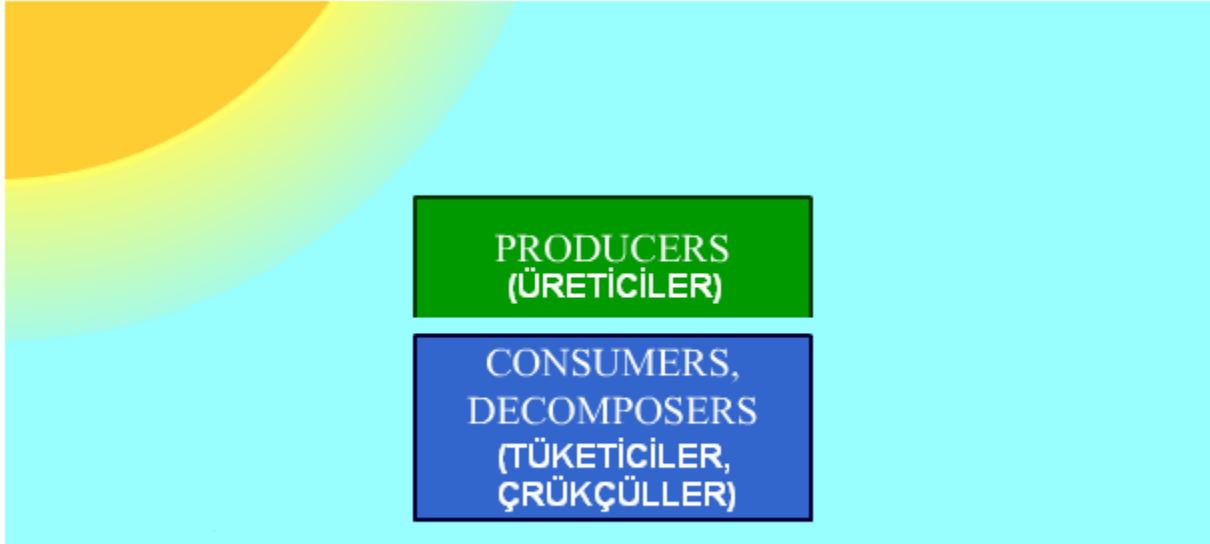 PRODUCERS
(ÜRETİCİLER)
CONSUMERS,
DECOMPOSERS
(TÜKETİCİLER,
ÇRÜKÇÜLLER)